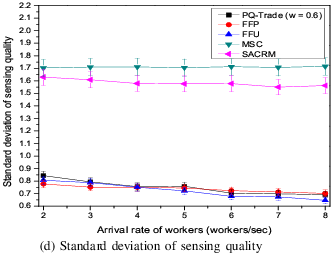 2.2
2.1
2.0
1.9
1.8
1.7
1.6
1.5
1.4
1.3
1.2
1.1
1.0
0.9
0.8
0.7
0.6
Standard deviation of sensing quality
PQ-Trade (w = 0.6)
FFP
FFU
MSC
SACRM
2 3 4 5 6 7 8
Arrival rate of workers (workers/sec)
(d) Standard deviation of sensing quality